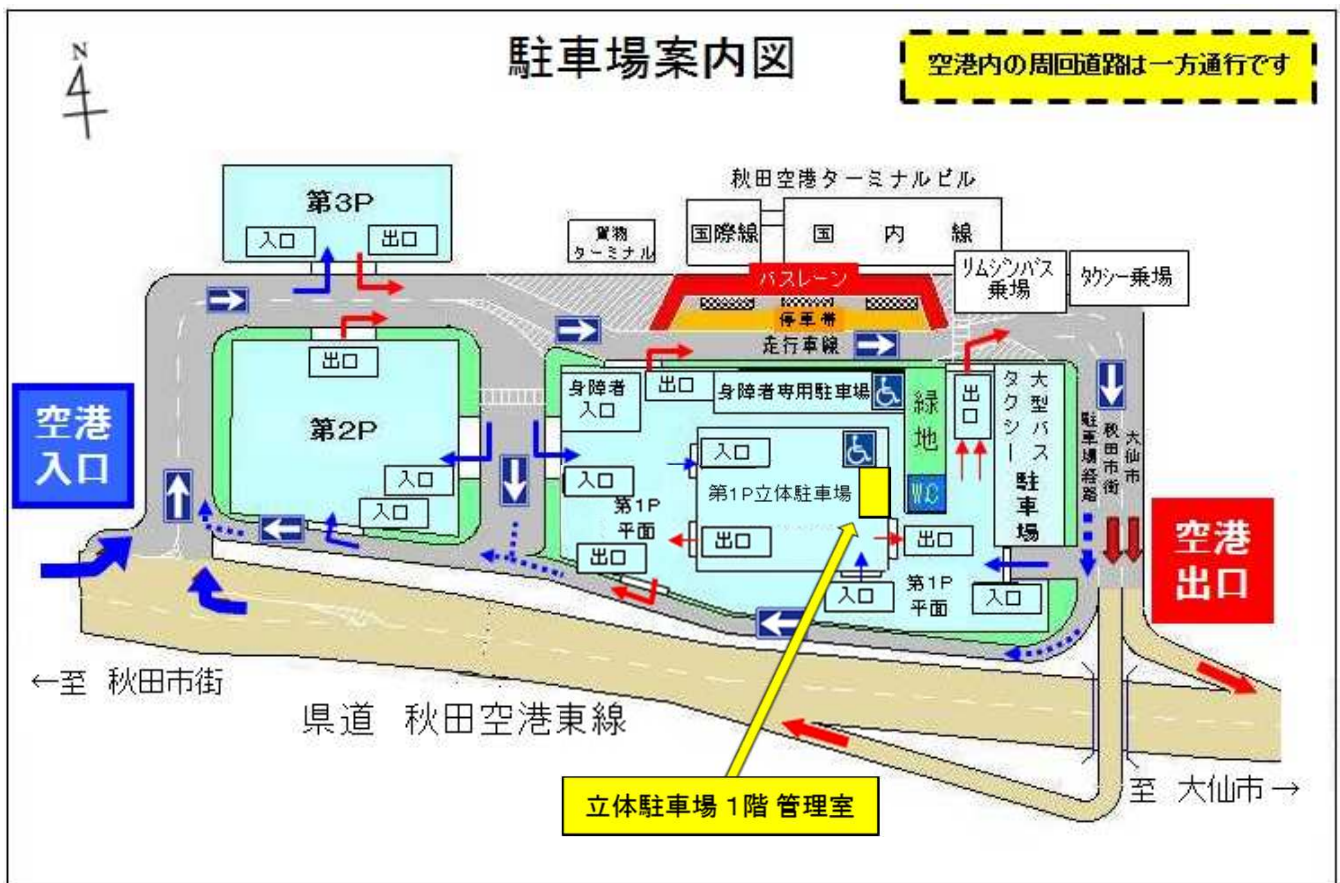 N
駐車場案内図
空港内の周回道路は一方通行です
第3P
入口
出口
貨物
ターミナル
秋田空港ターミナルビル
国際線
国内線
バスレーン
停車帯
走行車線
リムジンバス
乗場
タクシー乗場
空港
入口
出口
第2P
入口
入口
身障者
入口
出口
身障者専用駐車場
緑地
WC
出口
大型バス
タクシー
駐車場
駐車場経路
秋田市街
大仙市
空港
出口
入口
第1P
平面
出口
入口
第1P立体駐車場
出口
出口
入口
第1P
平面
入口
←至 秋田市街
県道 秋田空港東線
立体駐車場 1階 管理室
至 大仙市→